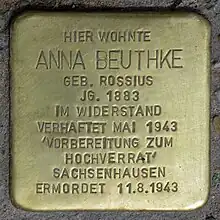 HIER WOHNTE
ANNA BEUTHKE
GEB. ROSSIUS
JG. 1883
IM WIDERSTAND
VERHAFTET MAI 1943
'VORBEREITUNG ZUM
HOCHVERRAT'
SACHSENHAUSEN
ERMORDET 11.8.1943